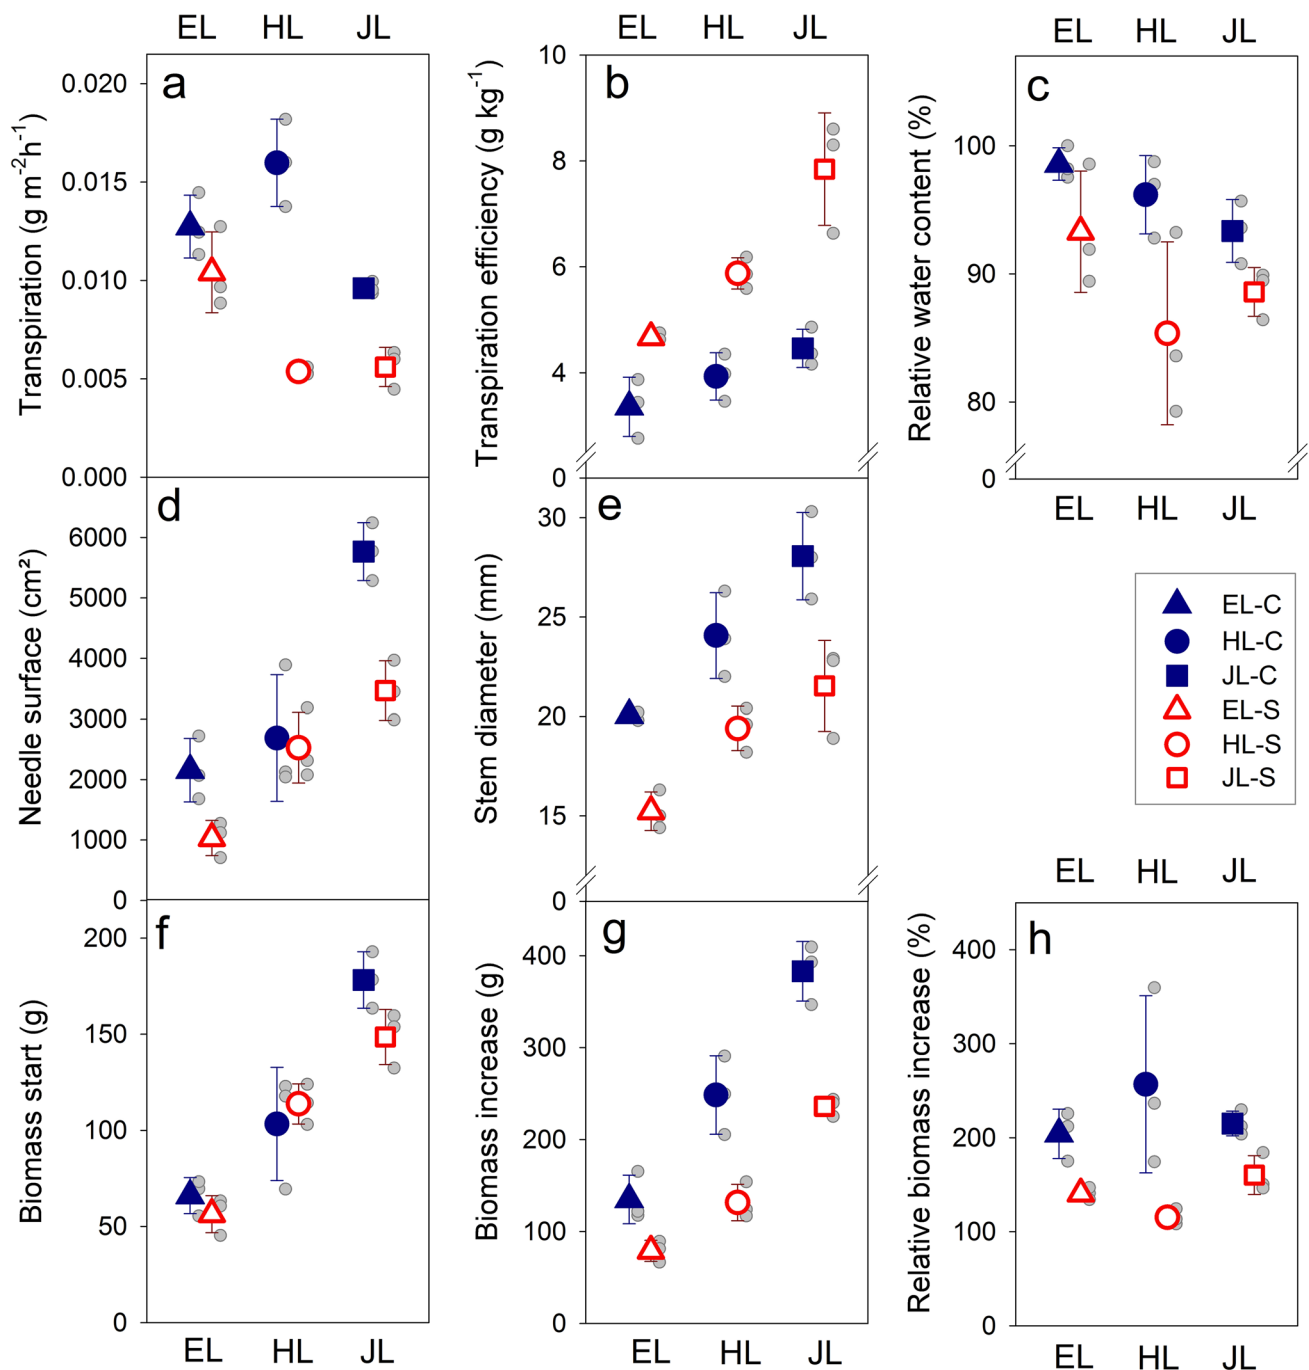 EL HL JL
EL HL JL
EL HL JL
a
Transpiration (g m⁻²h⁻¹)
0.020
0.015
0.010
0.005
0.000
b
Transpiration efficiency (g kg⁻¹)
10
8
6
4
0
c
Relative water content (%)
100
90
80
0
EL HL JL
d
Needle surface (cm²)
6000
5000
4000
3000
2000
1000
0
e
Stem diameter (mm)
30
25
20
15
0
EL-C
HL-C
JL-C
EL-S
HL-S
JL-S
f
Biomass start (g)
200
150
100
50
0
EL HL JL
g
Biomass increase (g)
400
300
200
100
0
EL HL JL
EL HL JL
h
Relative biomass increase (%)
400
300
200
100
0
EL HL JL